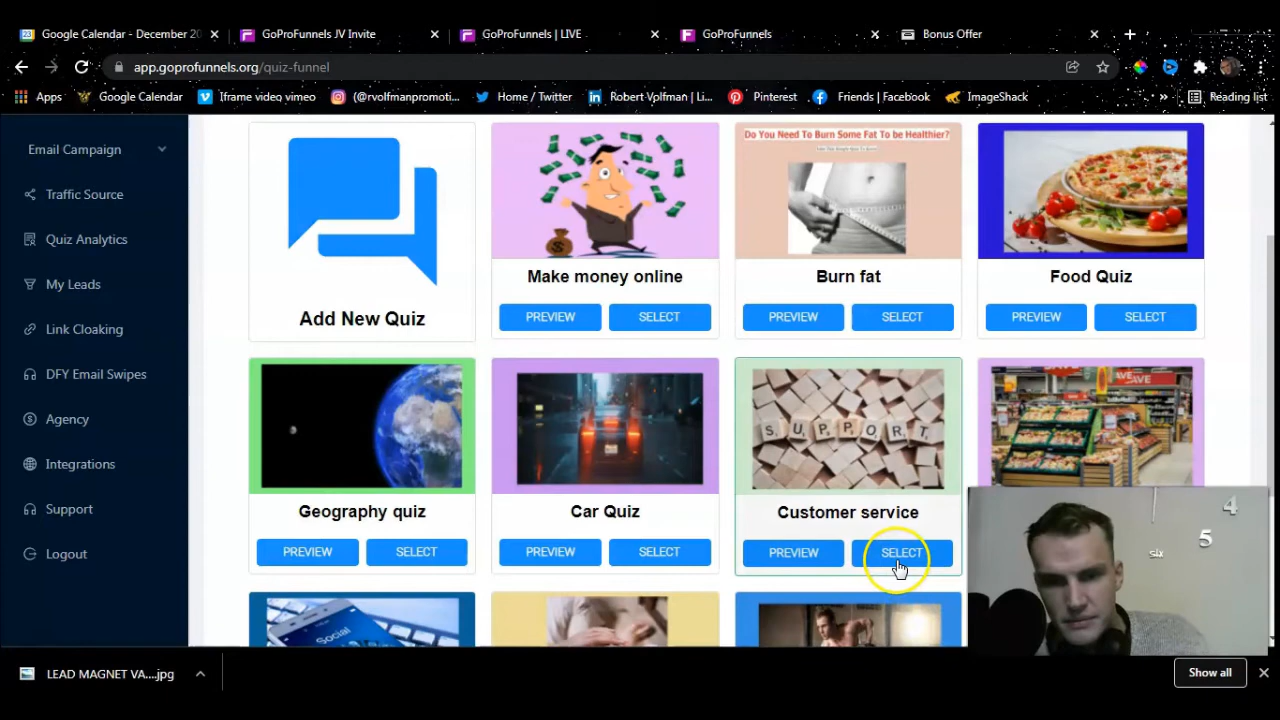 Google Calendar - December 20
GoProFunnels JV Invite
GoProFunnels | LIVE
GoProFunnels
Bonus Offer
app.goprofunnels.org/quiz-funnel
Apps
Google Calendar
Iframe video vimeo
(@rvolfmanpromoti...
Home / Twitter
Robert Volfman | Li...
Pinterest
Friends | Facebook
ImageShack
Reading list
Email Campaign
Traffic Source
Quiz Analytics
My Leads
Link Cloaking
DFY Email Swipes
Agency
Integrations
Support
Logout
Do You Need To Burn Some Fat To be Healthier?
Add New Quiz
Make money online
PREVIEW
SELECT
Burn fat
PREVIEW
SELECT
Food Quiz
PREVIEW
SELECT
Geography quiz
PREVIEW
SELECT
Car Quiz
PREVIEW
SELECT
SUPPORT
Customer service
PREVIEW
SELECT
SAVE
SAVE
Social
4
5
six
LEAD MAGNET VA....jpg
Show all